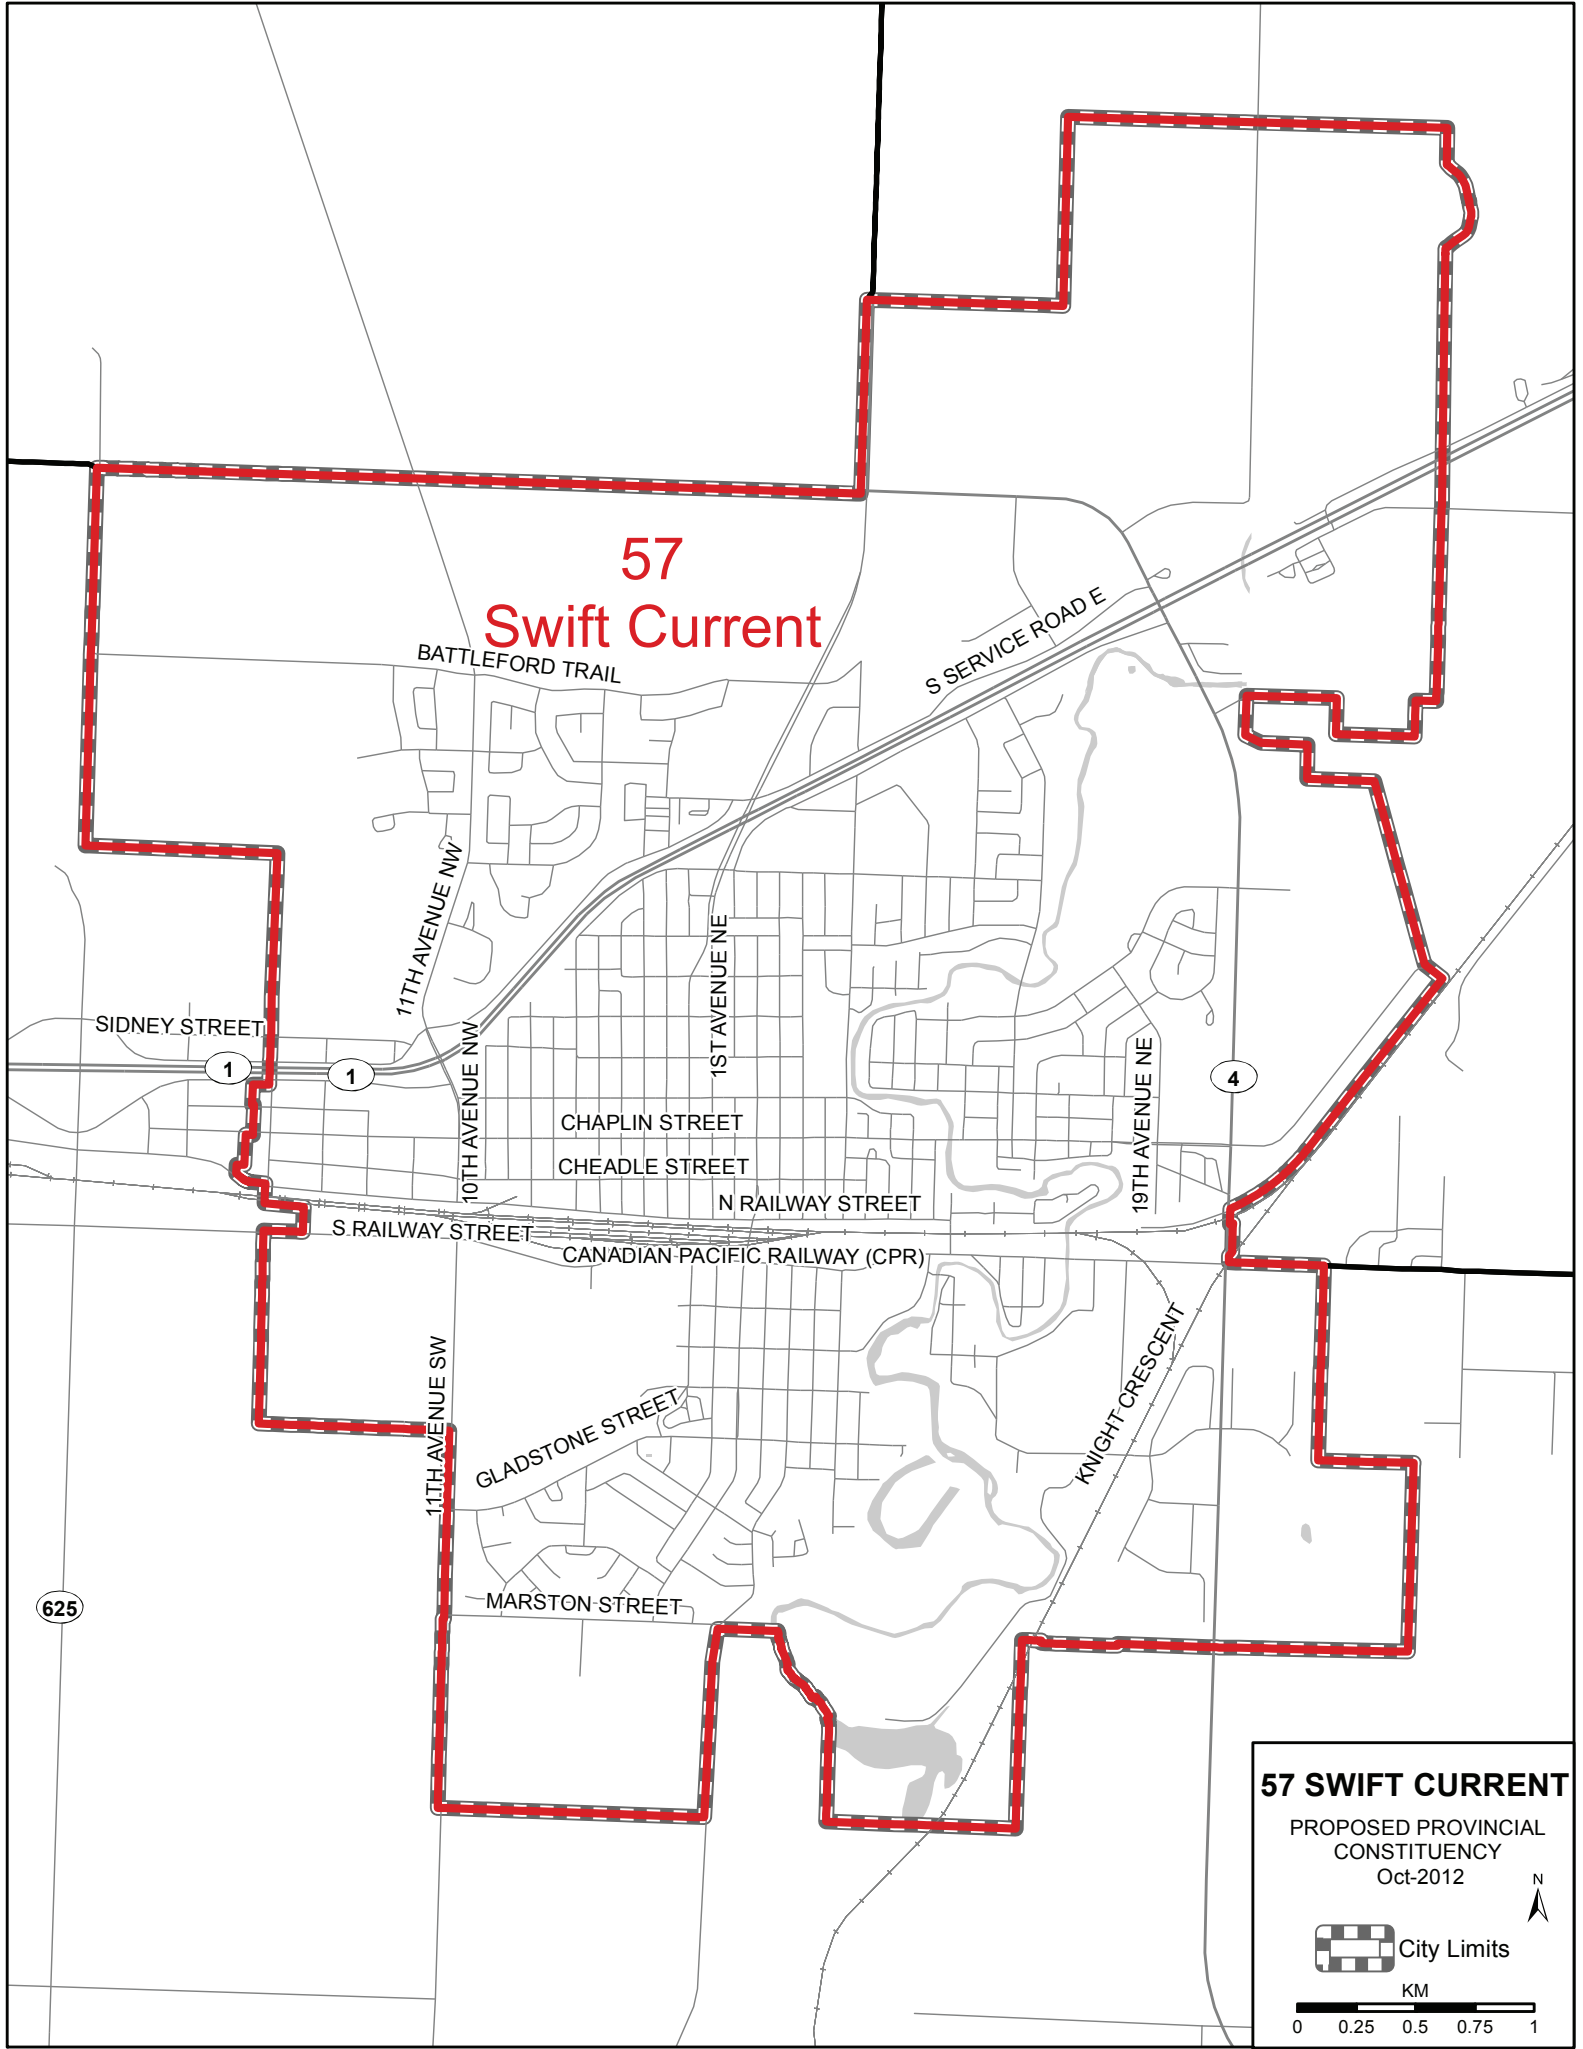 57
Swift Current
BATTLEFORD TRAIL
S SERVICE ROAD E
11TH AVENUE NW
1ST AVENUE NE
SIDNEY STREET
1
1
10TH AVENUE NW
19TH AVENUE NE
4
CHAPLIN STREET
CHEADLE STREET
N RAILWAY STREET
S RAILWAY STREET
CANADIAN PACIFIC RAILWAY (CPR)
KNIGHT CRESCENT
11TH AVENUE SW
GLADSTONE STREET
MARSTON STREET
625
57 SWIFT CURRENT
PROPOSED PROVINCIAL
CONSTITUENCY
Oct-2012
N
City Limits
KM
0 0.25 0.5 0.75 1